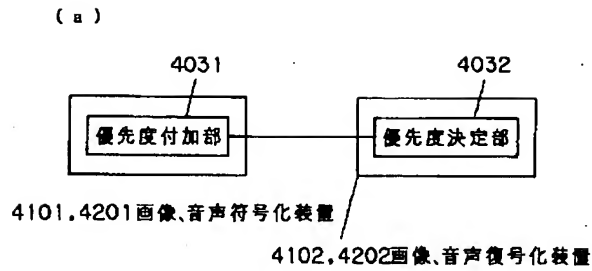 (a)
4031 4032
優先度付加部 優先度決定部
4101,4201画像、音声符号化装置
4102,4202画像、音声復号化装置